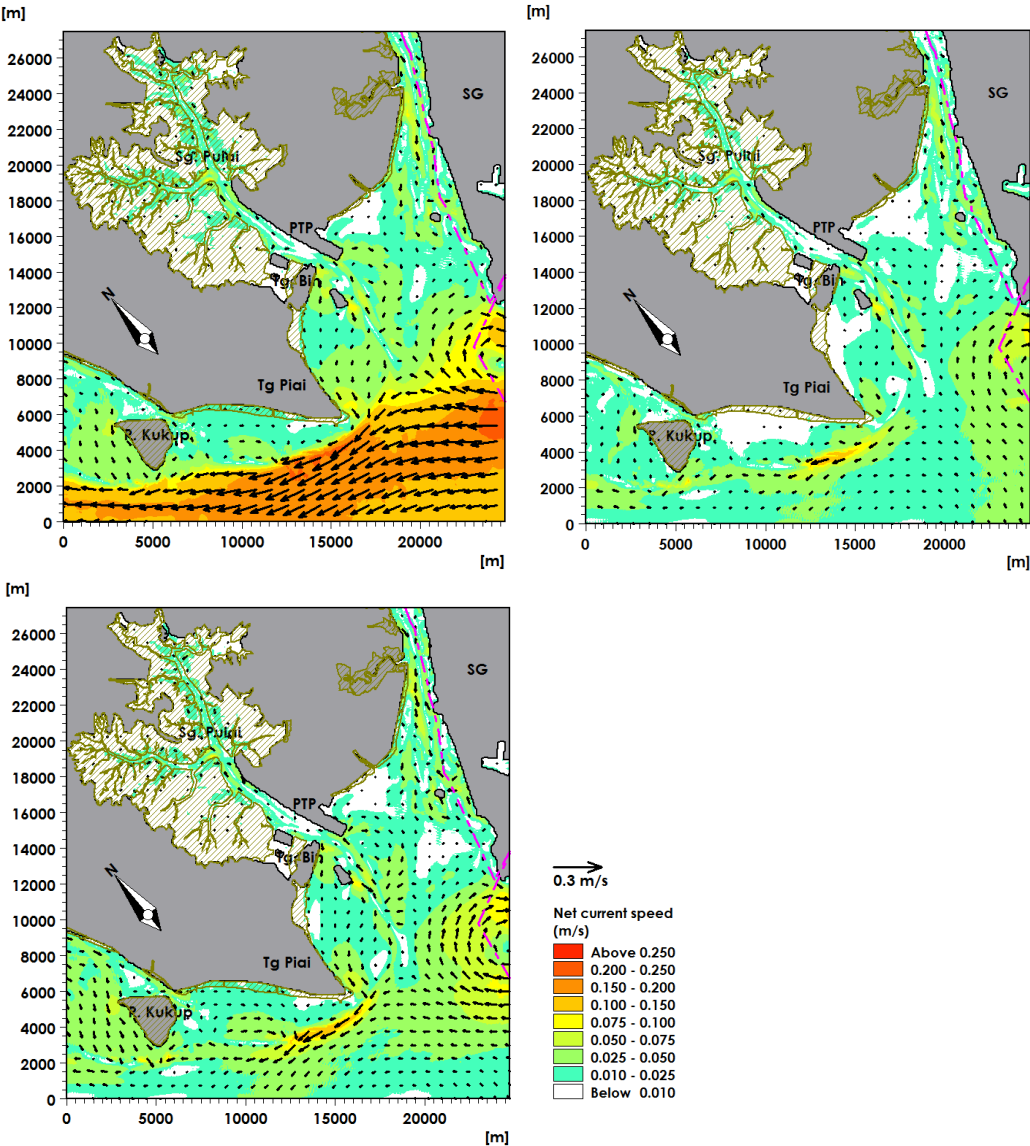 [m]
26000
24000
22000
20000
18000
16000
14000
12000
10000
8000
6000
4000
2000
0
0 5000 10000 15000 20000
[m]
SG
Sg. Pulai
PTP
Tg. Bin
N
Tg Piai
P. Kukup
[m]
26000
24000
22000
20000
18000
16000
14000
12000
10000
8000
6000
4000
2000
0
0 5000 10000 15000 20000
[m]
SG
Sg. Pulai
PTP
Tg. Bin
N
Tg Piai
P. Kukup
[m]
26000
24000
22000
20000
18000
16000
14000
12000
10000
8000
6000
4000
2000
0
0 5000 10000 15000 20000
[m]
SG
Sg. Pulai
PTP
Tg. Bin
N
Tg Piai
P. Kukup
0.3 m/s
Net current speed
(m/s)
Above 0.250
0.200 - 0.250
0.150 - 0.200
0.100 - 0.150
0.075 - 0.100
0.050 - 0.075
0.025 - 0.050
0.010 - 0.025
Below 0.010